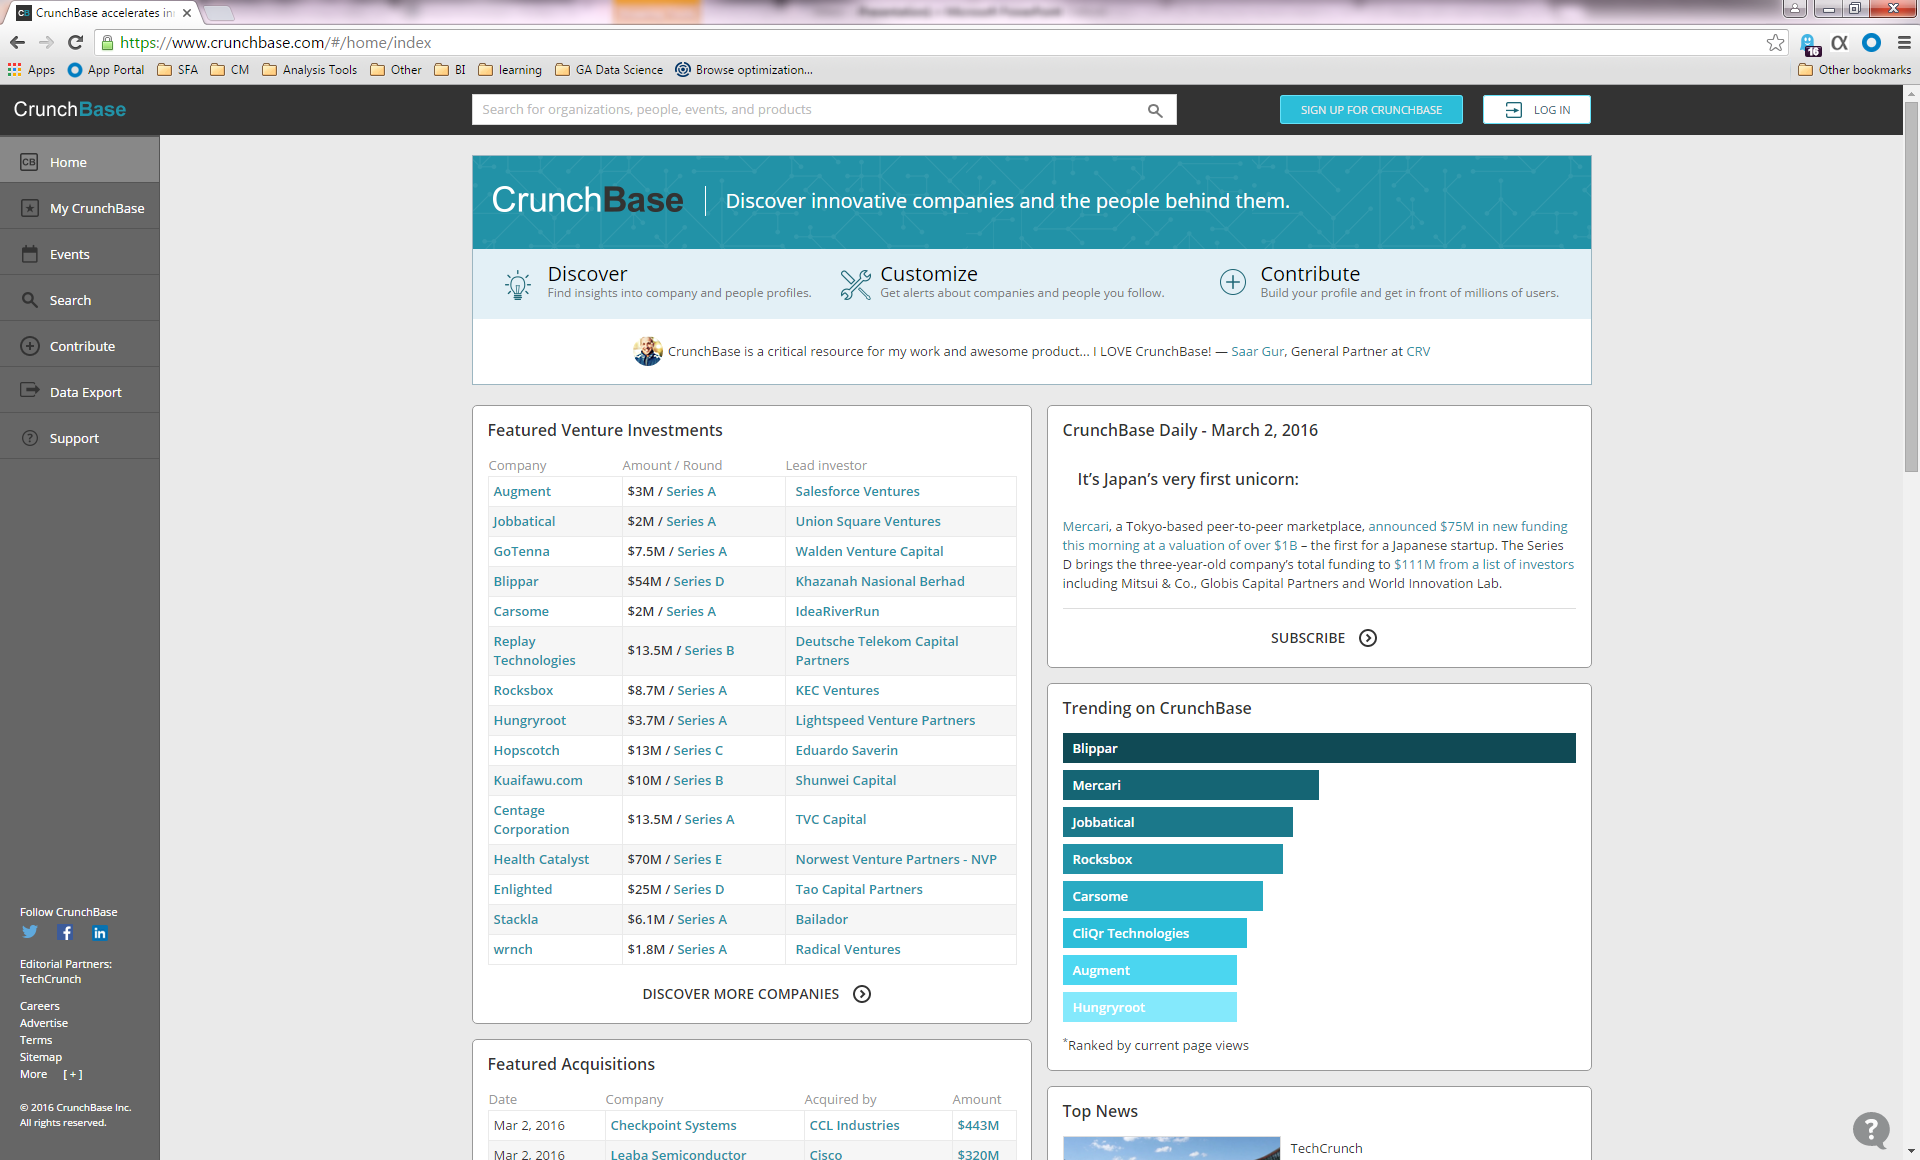 CB CrunchBase accelerates in
https://www.crunchbase.com/#/home/index
16
Apps App Portal SFA CM Analysis Tools Other BI learning GA Data Science Browse optimization... Other bookmarks
CrunchBase
Search for organizations, people, events, and products
SIGN UP FOR CRUNCHBASE
LOG IN
CB Home
My CrunchBase
Events
Search
Contribute
Data Export
? Support
Follow CrunchBase
f in
Editorial Partners:
TechCrunch
Careers
Advertise
Terms
Sitemap
More [ + ]
© 2016 CrunchBase Inc.
All rights reserved.
CrunchBase Discover innovative companies and the people behind them.
Discover
Find insights into company and people profiles.
Customize
Get alerts about companies and people you follow.
Contribute
Build your profile and get in front of millions of users.
CrunchBase is a critical resource for my work and awesome product... I LOVE CrunchBase! — Saar Gur, General Partner at CRV
Featured Venture Investments
Company Amount / Round Lead investor
Augment $3M / Series A Salesforce Ventures
Jobbatical $2M / Series A Union Square Ventures
GoTenna $7.5M / Series A Walden Venture Capital
Blippar $54M / Series D Khazanah Nasional Berhad
Carsome $2M / Series A IdeaRiverRun
Replay Technologies $13.5M / Series B Deutsche Telekom Capital Partners
Rocksbox $8.7M / Series A KEC Ventures
Hungryroot $3.7M / Series A Lightspeed Venture Partners
Hopscotch $13M / Series C Eduardo Saverin
Kuaifawu.com $10M / Series B Shunwei Capital
Centage Corporation $13.5M / Series A TVC Capital
Health Catalyst $70M / Series E Norwest Venture Partners - NVP
Enlighted $25M / Series D Tao Capital Partners
Stackla $6.1M / Series A Bailador
wrnch $1.8M / Series A Radical Ventures
DISCOVER MORE COMPANIES
Featured Acquisitions
Date Company Acquired by Amount
Mar 2, 2016 Checkpoint Systems CCL Industries $443M
Mar 2, 2016 Leaba Semiconductor Cisco $320M
CrunchBase Daily - March 2, 2016
It's Japan's very first unicorn:
Mercari, a Tokyo-based peer-to-peer marketplace, announced $75M in new funding
this morning at a valuation of over $1B – the first for a Japanese startup. The Series
D brings the three-year-old company's total funding to $111M from a list of investors
including Mitsui & Co., Globis Capital Partners and World Innovation Lab.
SUBSCRIBE
Trending on CrunchBase
Blippar
Mercari
Jobbatical
Rocksbox
Carsome
CliQr Technologies
Augment
Hungryroot
*Ranked by current page views
Top News
TechCrunch
?